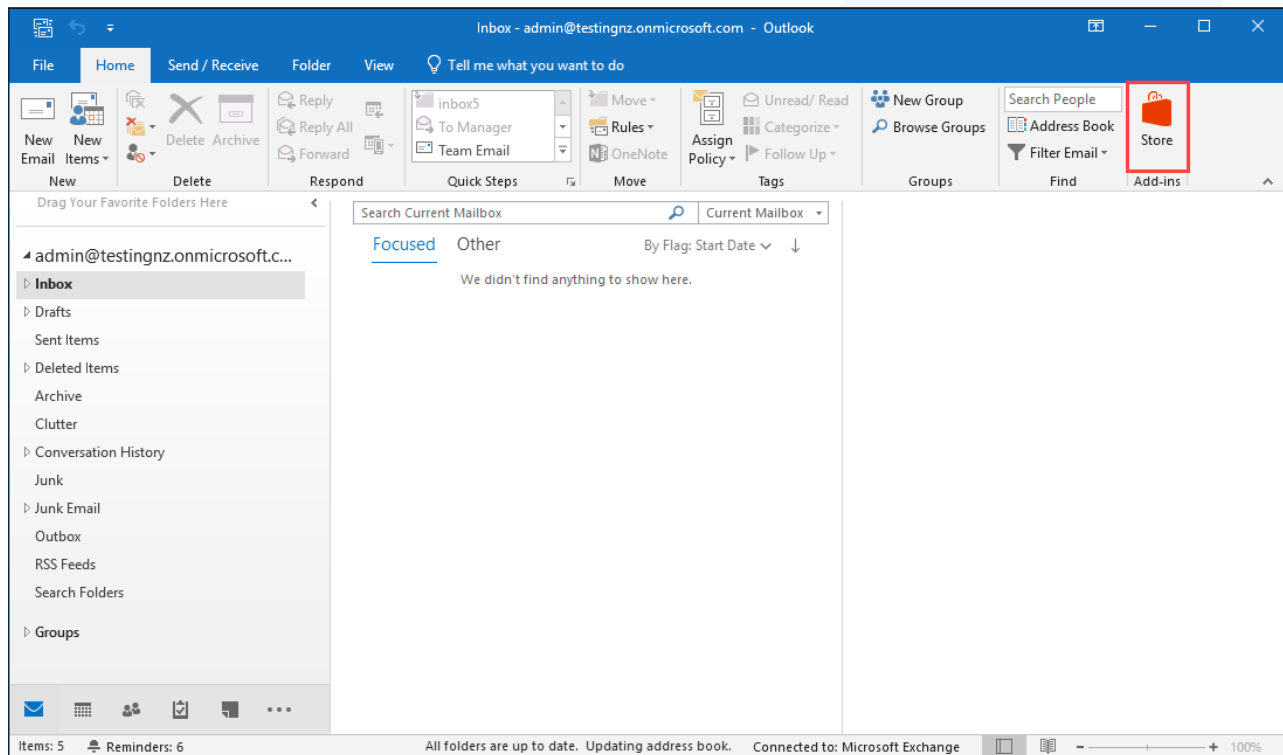 Inbox - admin@testingnz.onmicrosoft.com - Outlook
File Home Send / Receive Folder View Tell me what you want to do
New Email
New Items
Delete
Archive
Delete
New
Reply
Reply All
Forward
Respond
inbox5
To Manager
Team Email
Quick Steps
Move
Rules
OneNote
Move
Assign Policy
Unread/ Read
Categorize
Follow Up
Tags
New Group
Browse Groups
Groups
Search People
Address Book
Filter Email
Find
Store
Add-ins
Drag Your Favorite Folders Here
admin@testingnz.onmicrosoft.c...
Inbox
Drafts
Sent Items
Deleted Items
Archive
Clutter
Conversation History
Junk
Junk Email
Outbox
RSS Feeds
Search Folders
Groups
Search Current Mailbox
Current Mailbox
Focused Other By Flag: Start Date
We didn't find anything to show here.
Items: 5 Reminders: 6 All folders are up to date. Updating address book. Connected to: Microsoft Exchange 100%